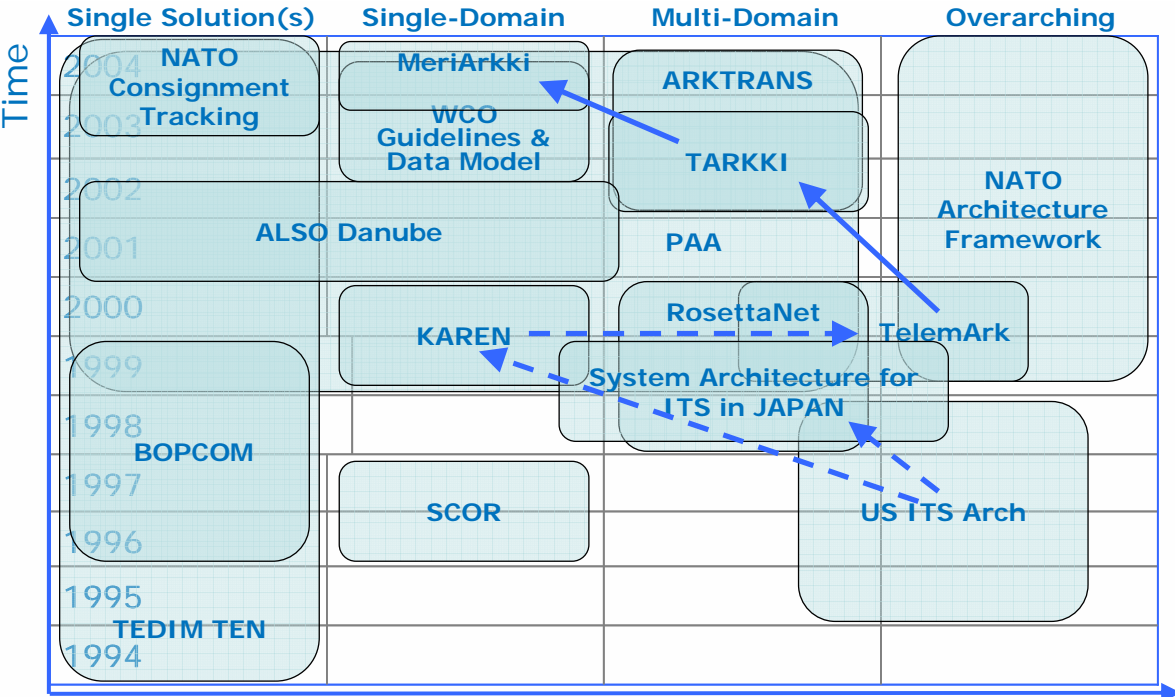 Single Solution(s) Single-Domain Multi-Domain Overarching
Time
2004
NATO
Consignment
Tracking
MeriArkki
ARKTRANS
2003
WCO
Guidelines &
Data Model
TARKKI
NATO
Architecture
Framework
2002
ALSO Danube
PAA
2001
2000
RosettaNet
KAREN
TelemArk
1999
System Architecture for
ITS in JAPAN
1998
BOPCOM
1997
SCOR
US ITS Arch
1996
1995
TEDIM TEN
1994